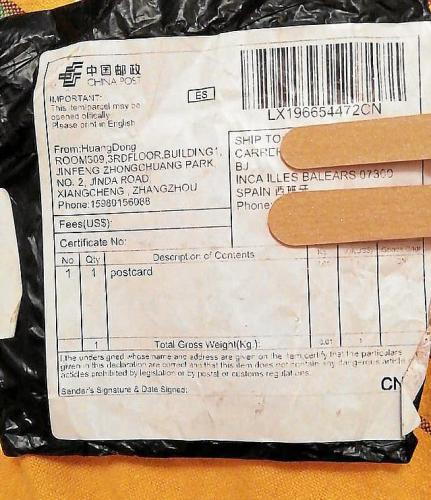 中国邮政
CHINA POST
ES
LX196654472CN
IMPORTANT:
This item/parcel may be
opened officially.
Please print in English
From:HuangDong
ROOM309,3RDFLOOR,BUILDING1,
JINFENG ZHONGCHUANG PARK
NO. 2, JINDA ROAD,
XIANGCHENG , ZHANGZHOU
Phone:15980156088
SHIP TO
CARRER
BJ
INCA ILLES BALEARS 07300
SPAIN 西班牙
Phone
Fees(US$):
Certificate No:
No Qty Description of Contents
1 1 postcard
1 Total Gross Weight(Kg.): 0.01 1
I,the undersigned whose name and address are given on the item,certify that the particulars
given in this declaration are correct and that this item does not contain any dangerous article
articles prohibited by legislation or by postal or customs regulations.
Sender's Signature & Date Signed:
CN